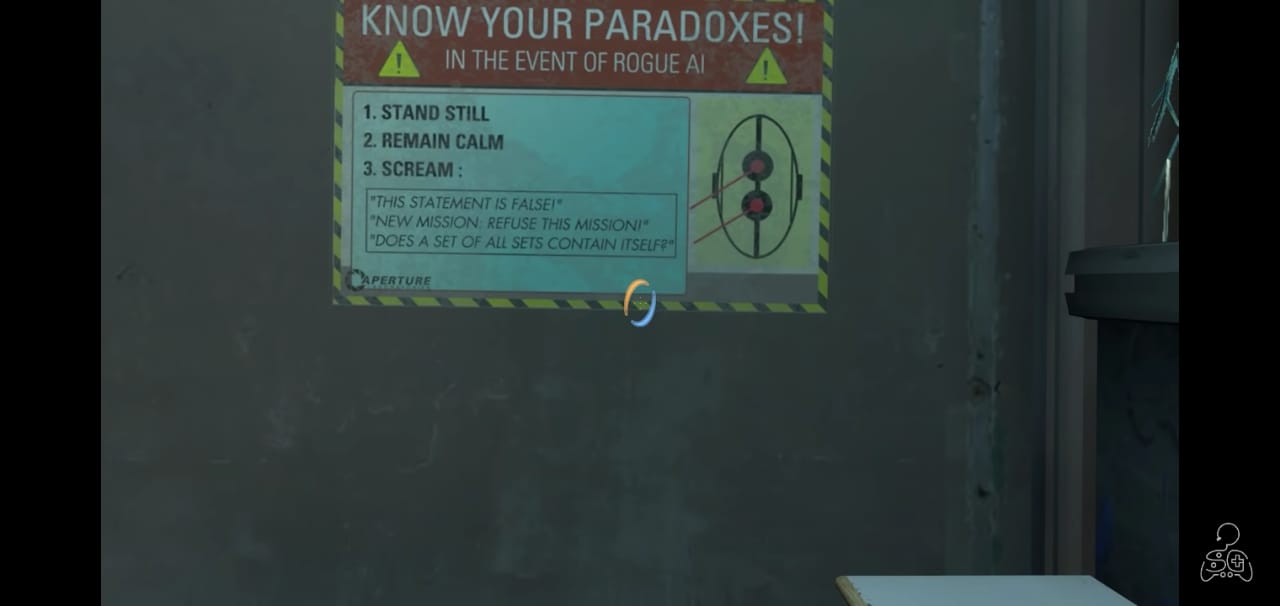 KNOW YOUR PARADOXES!
IN THE EVENT OF ROGUE AI
1. STAND STILL
2. REMAIN CALM
3. SCREAM :
"THIS STATEMENT IS FALSE!"
"NEW MISSION: REFUSE THIS MISSION!"
"DOES A SET OF ALL SETS CONTAIN ITSELF?"
APERTURE